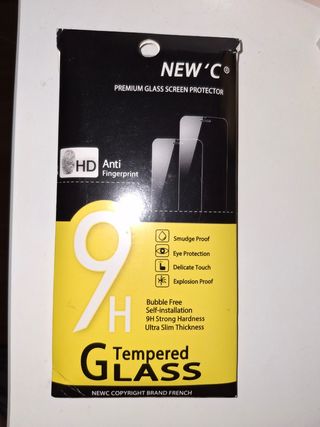 NEW'C®
PREMIUM GLASS SCREEN PROTECTOR
HD
Anti
Fingerprint
9H
Smudge Proof
Eye Protection
Delicate Touch
Explosion Proof
Bubble Free
Self-installation
9H Strong Hardness
Ultra Slim Thickness
Tempered
GLASS
NEWC COPYRIGHT BRAND FRENCH